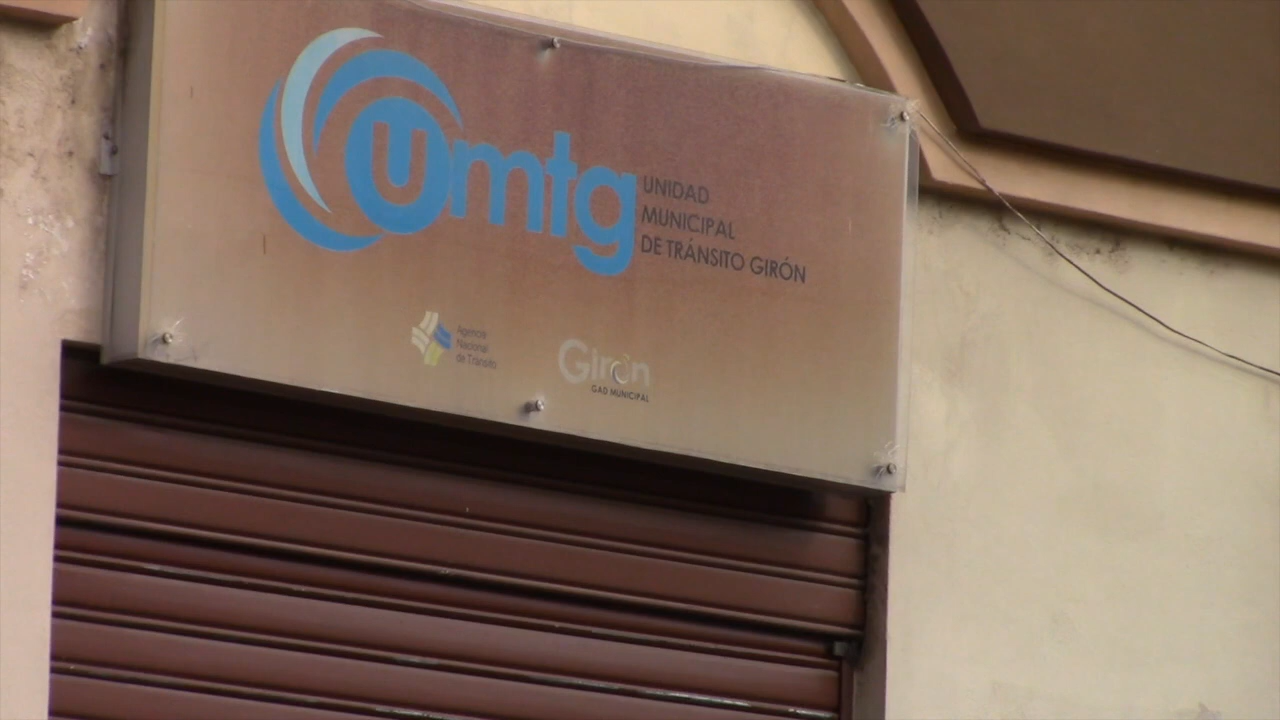 umtg
UNIDAD
MUNICIPAL
DE TRÁNSITO GIRÓN
Agencia
Nacional
de Tránsito
Girón
GAD MUNICIPAL